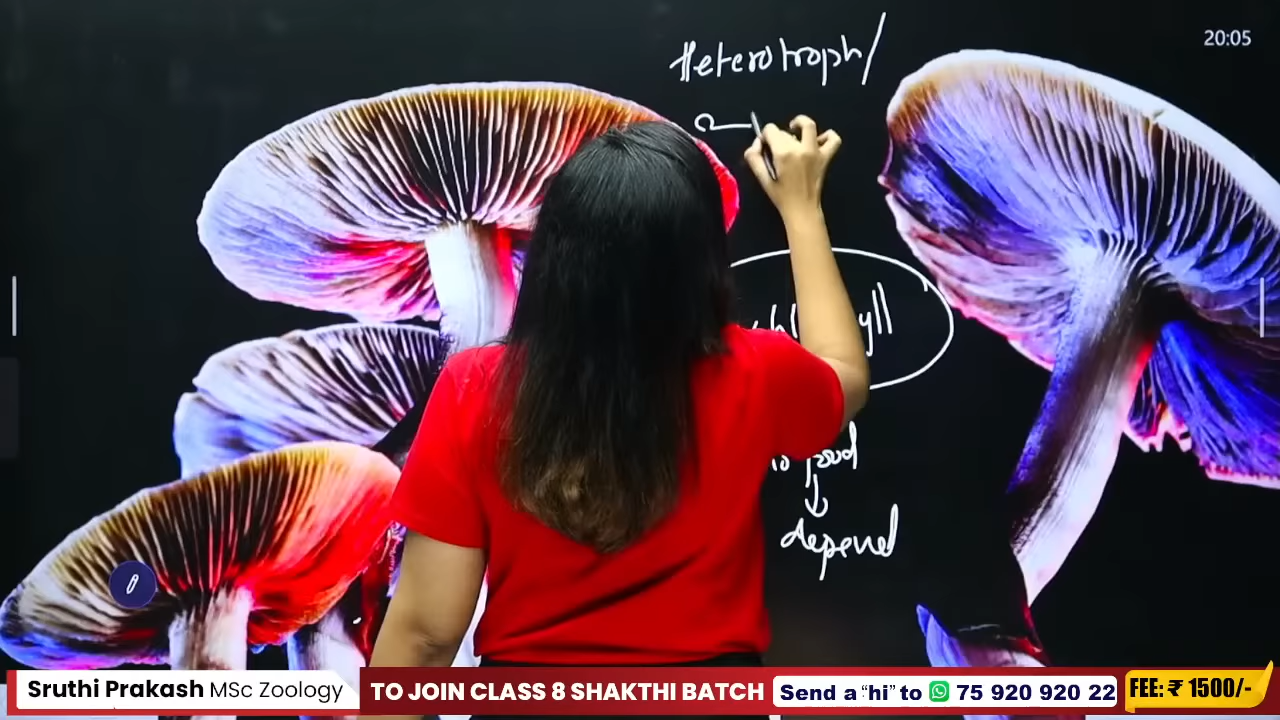 20:05
Heterotroph/
food
depend
Sruthi Prakash MSc Zoology
TO JOIN CLASS 8 SHAKTHI BATCH
Send a “hi” to 75 920 920 22
FEE: ₹ 1500/-